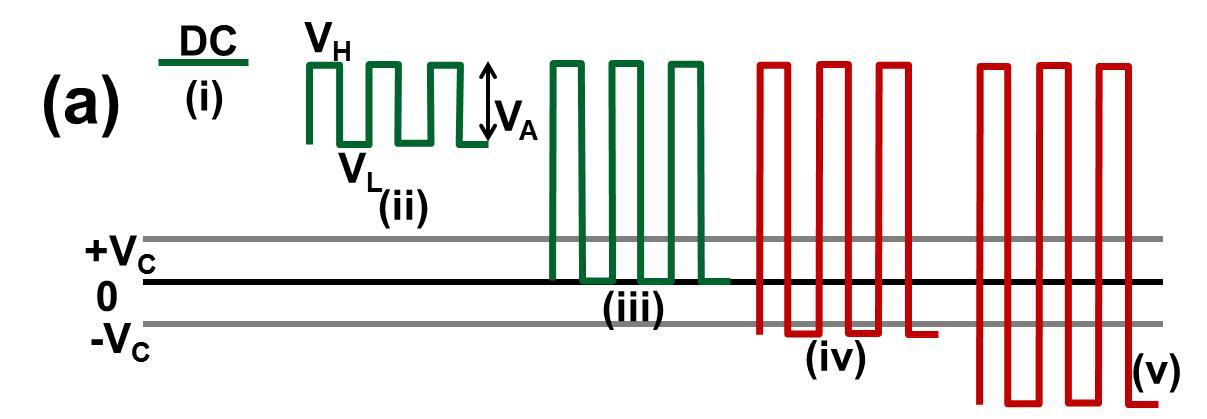 (a)
DC
(i)
V_H
V_A
V_L
(ii)
+V_C
0
-V_C
(iii)
(iv)
(v)